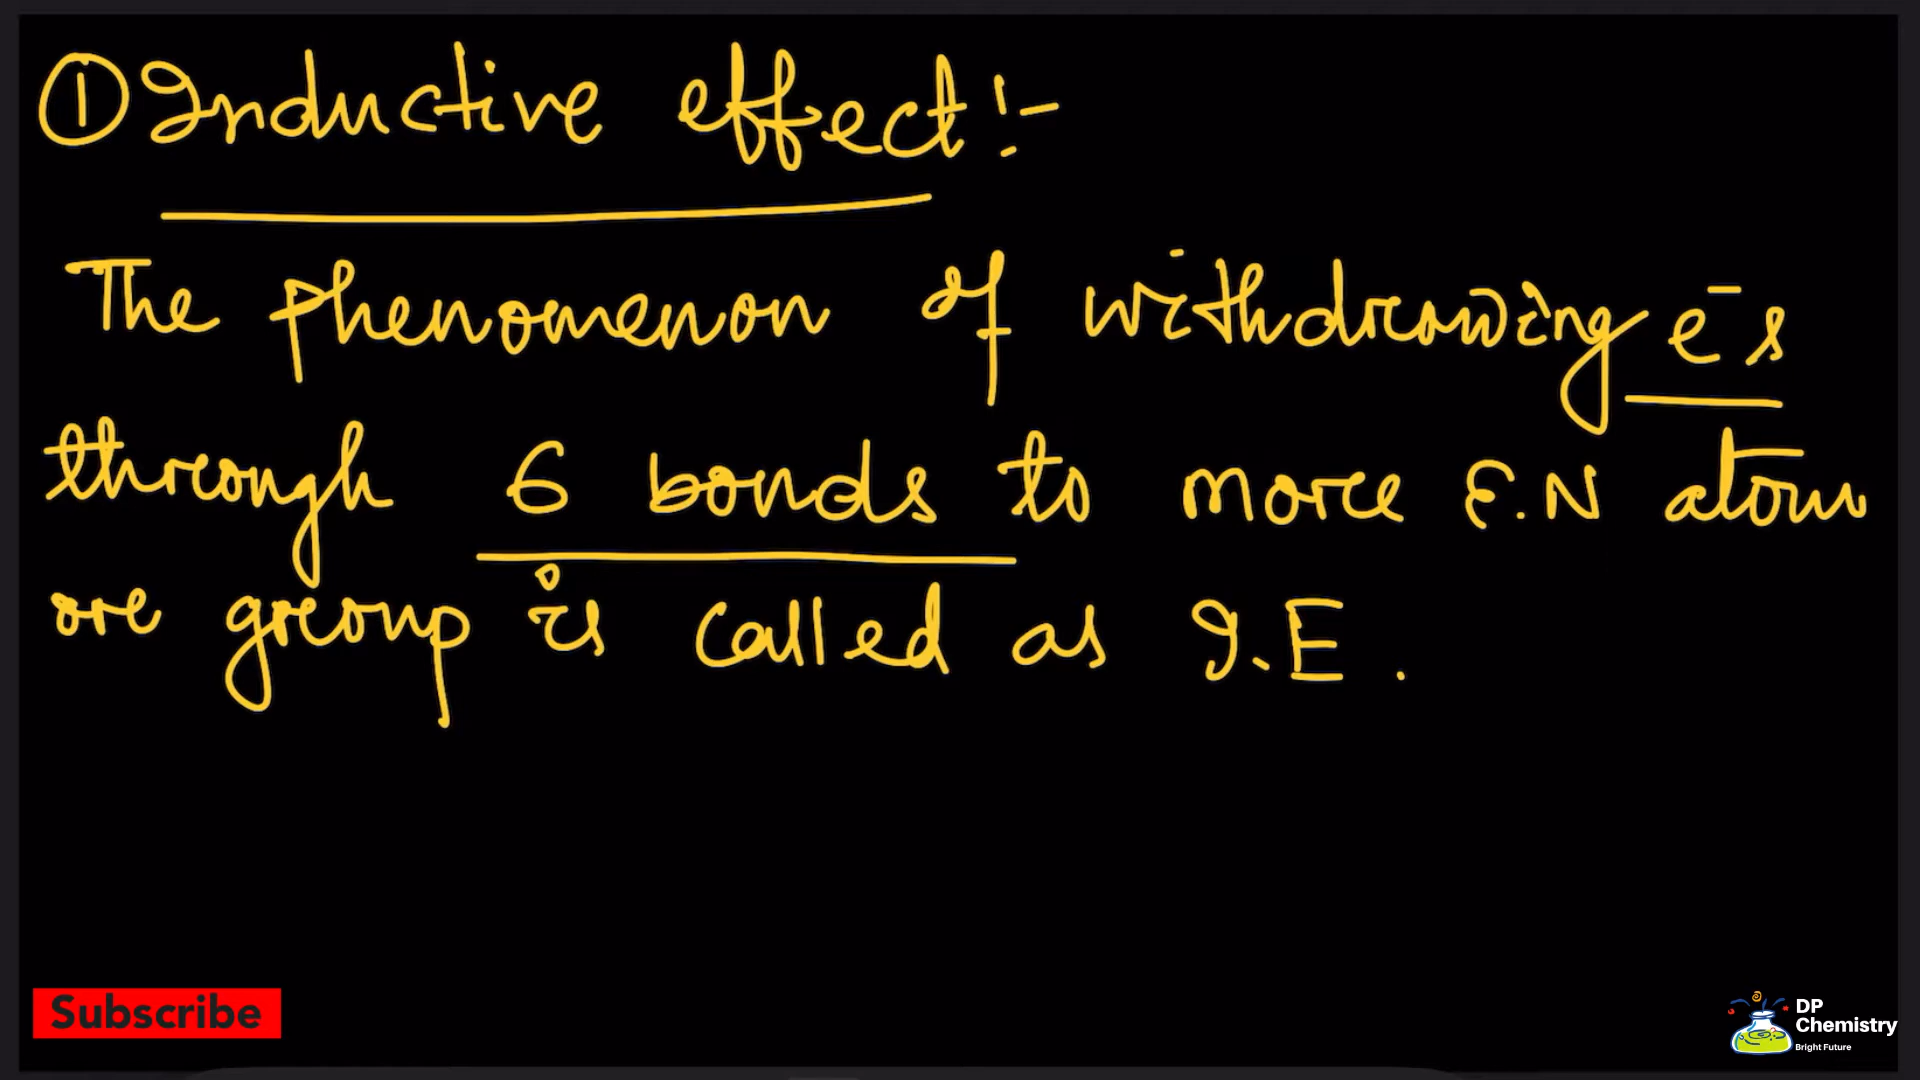 ① Inductive effect :-
The phenomenon of withdrawing e⁻s
through 6 bonds to more E.N atom
or group is called as I.E.
Subscribe
DP
Chemistry
Bright Future